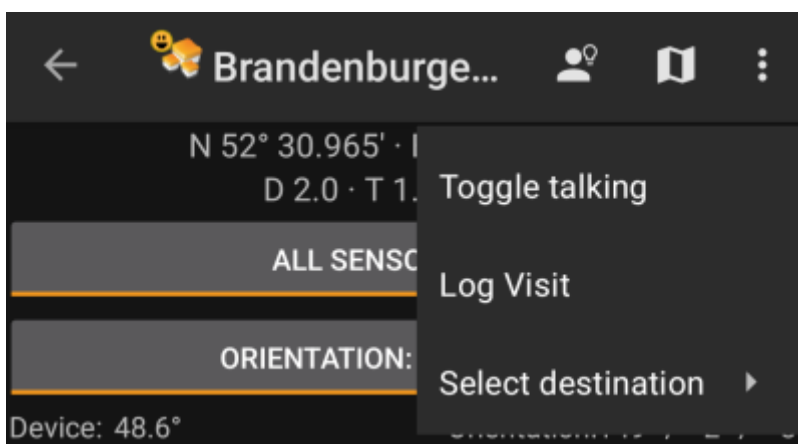 Brandenburge...
N 52° 30.965' ·
D 2.0 · T 1.
Toggle talking
ALL SENSO
Log Visit
ORIENTATION:
Select destination
Device: 48.6°